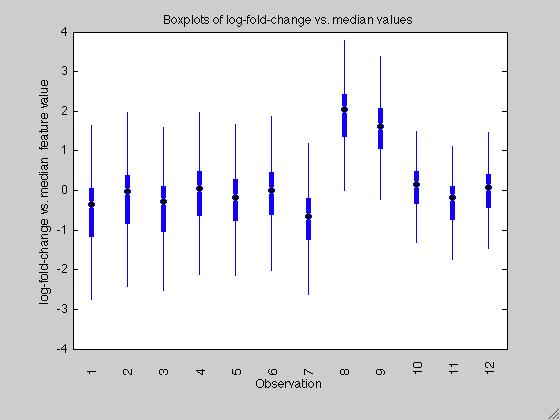 Boxplots of log-fold-change vs. median values
log-fold-change vs. median feature value
4
3
2
1
0
-1
-2
-3
-4
1 2 3 4 5 6 7 8 9 10 11 12
Observation